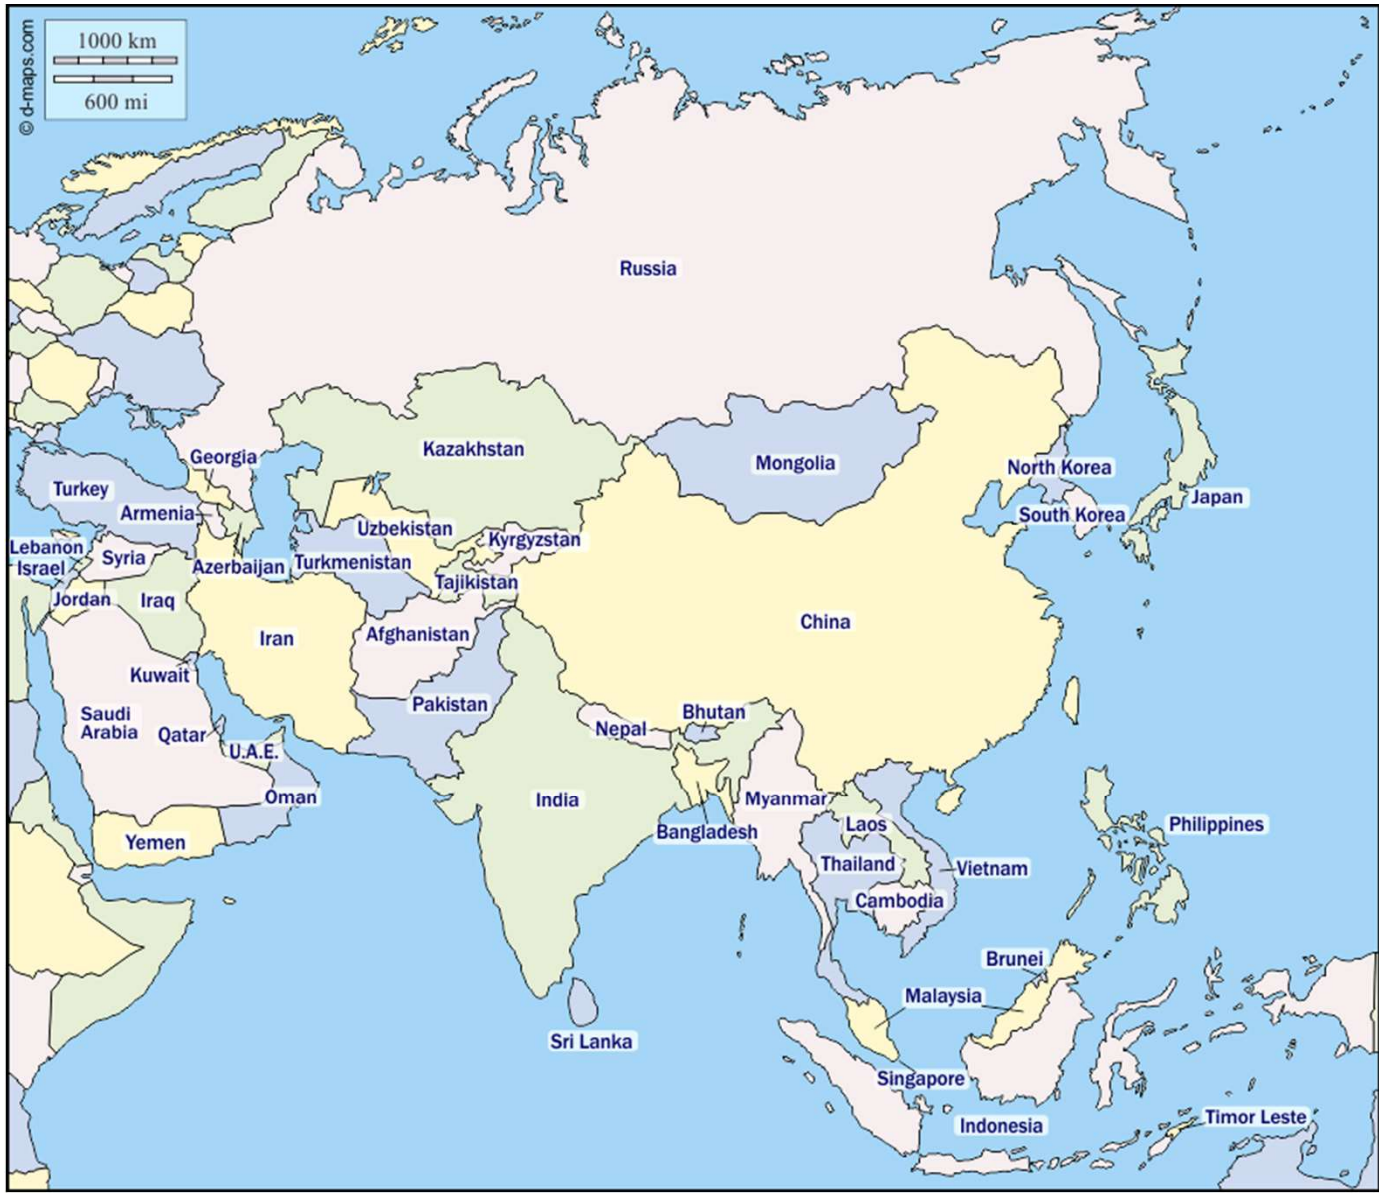 © d-maps.com
1000 km
600 mi
Russia
Kazakhstan
Georgia
Mongolia
North Korea
Turkey
Japan
Armenia
South Korea
Uzbekistan
Kyrgyzstan
Lebanon
Israel
Syria
Azerbaijan
Turkmenistan
Tajikistan
Jordan
Iraq
China
Iran
Afghanistan
Kuwait
Pakistan
Saudi
Arabia
Qatar
Bhutan
Nepal
U.A.E.
Oman
India
Myanmar
Laos
Philippines
Bangladesh
Yemen
Thailand
Vietnam
Cambodia
Brunei
Malaysia
Sri Lanka
Singapore
Indonesia
Timor Leste